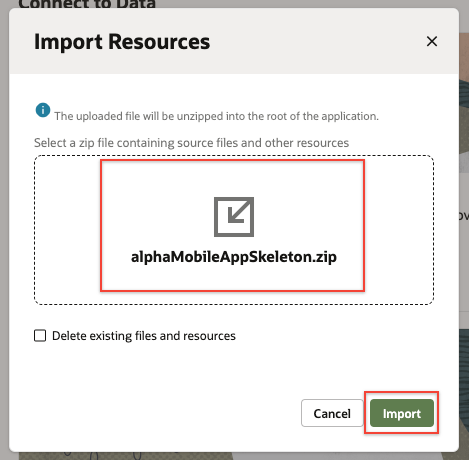 Connect to Data
Import Resources
The uploaded file will be unzipped into the root of the application.
Select a zip file containing source files and other resources
alphaMobileAppSkeleton.zip
Delete existing files and resources
Cancel
Import